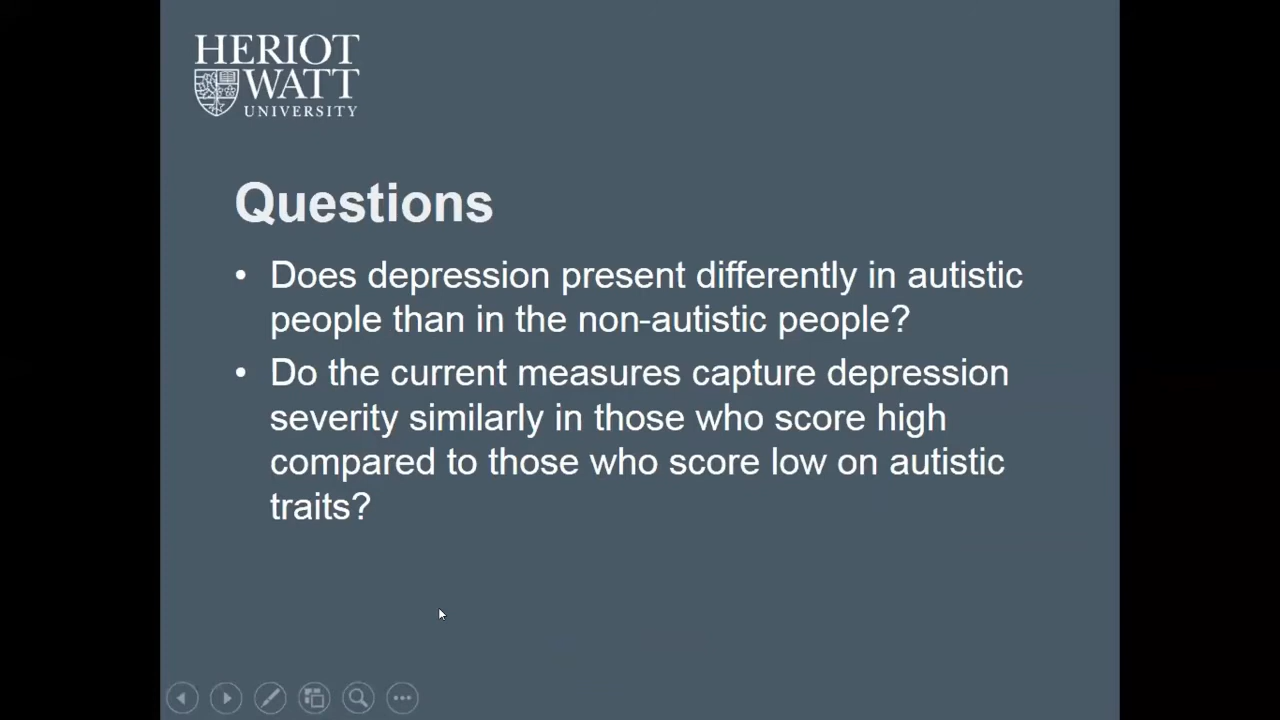 HERIOT
WATT
UNIVERSITY
Questions
• Does depression present differently in autistic
people than in the non-autistic people?
• Do the current measures capture depression
severity similarly in those who score high
compared to those who score low on autistic
traits?